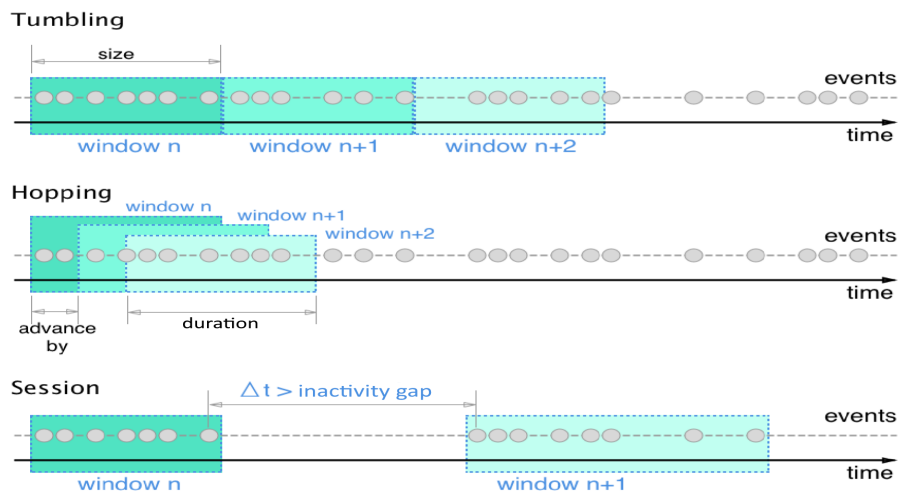 Tumbling
size
events
time
window n
window n+1
window n+2
Hopping
window n
window n+1
window n+2
events
time
advance
by
duration
Session
Δt > inactivity gap
events
time
window n
window n+1